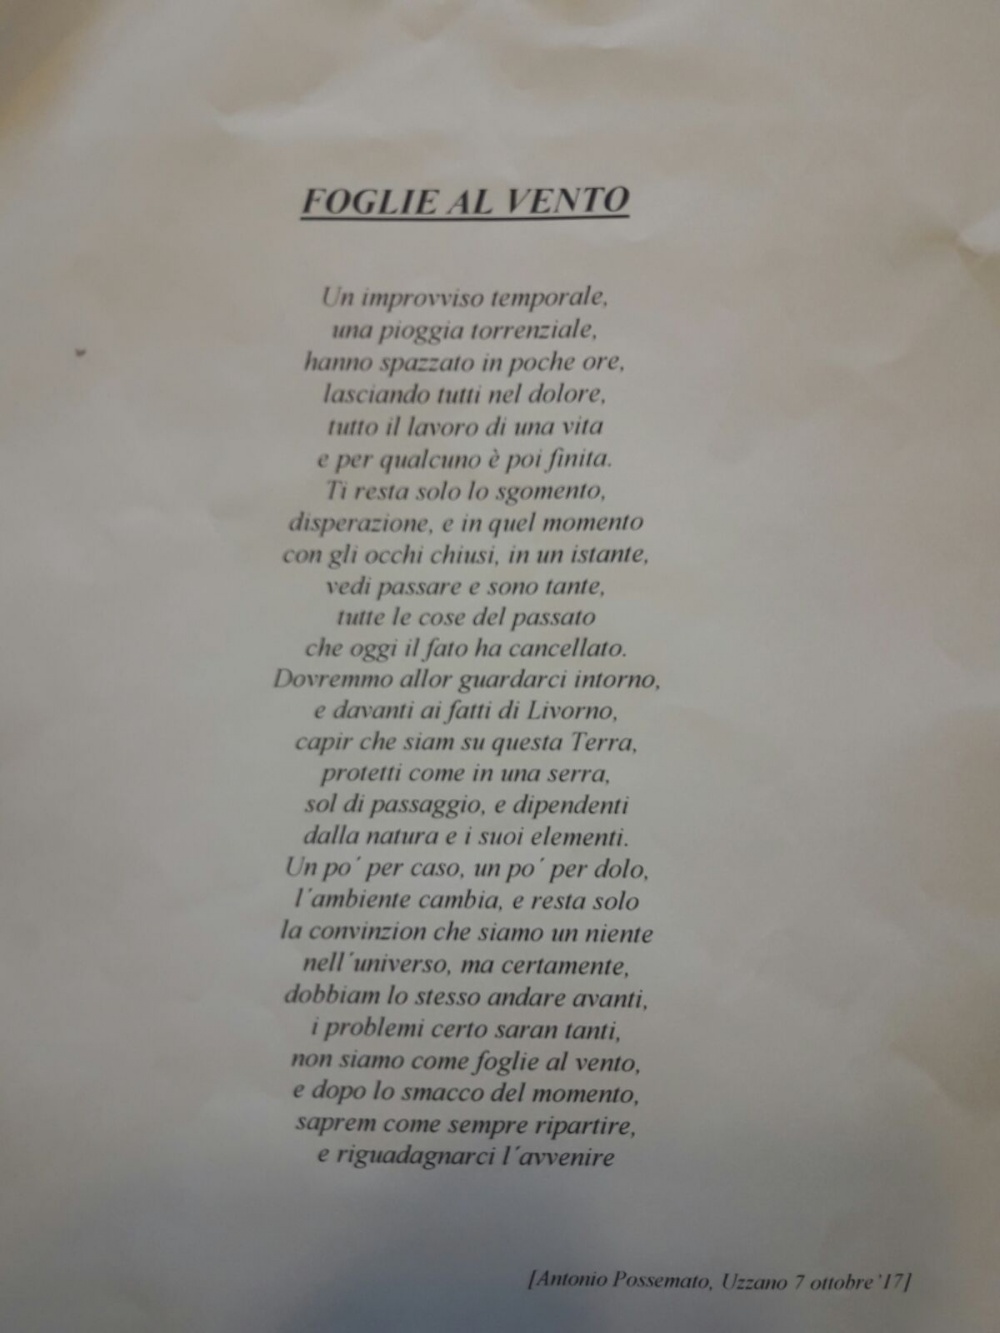 FOGLIE AL VENTO
Un improvviso temporale,
una pioggia torrenziale,
hanno spazzato in poche ore,
lasciando tutti nel dolore,
tutto il lavoro di una vita
e per qualcuno è poi finita.
Ti resta solo lo sgomento,
disperazione, e in quel momento
con gli occhi chiusi, in un istante,
vedi passare e sono tante,
tutte le cose del passato
che oggi il fato ha cancellato.
Dovremmo allor guardarci intorno,
e davanti ai fatti di Livorno,
capir che siam su questa Terra,
protetti come in una serra,
sol di passaggio, e dipendenti
dalla natura e i suoi elementi.
Un po´ per caso, un po´ per dolo,
l´ambiente cambia, e resta solo
la convinzion che siamo un niente
nell´universo, ma certamente,
dobbiam lo stesso andare avanti,
i problemi certo saran tanti,
non siamo come foglie al vento,
e dopo lo smacco del momento,
saprem come sempre ripartire,
e riguadagnarci l´avvenire
[Antonio Possemato, Uzzano 7 ottobre’17]